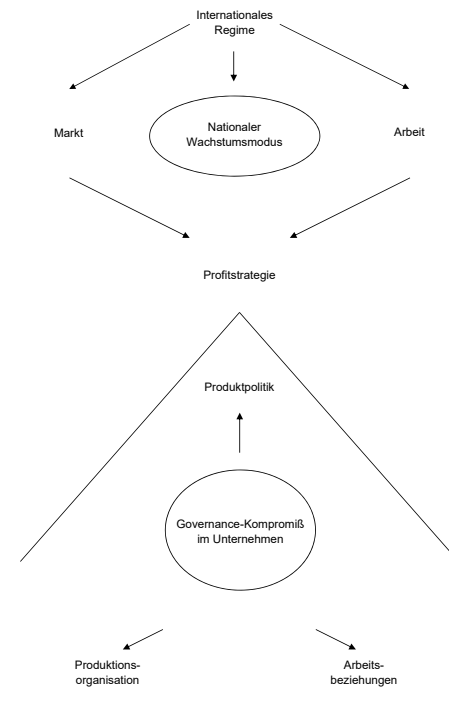 Internationales
Regime
Markt
Nationaler
Wachstumsmodus
Arbeit
Profitstrategie
Produktpolitik
Governance-Kompromiß
im Unternehmen
Produktions-
organisation
Arbeits-
beziehungen